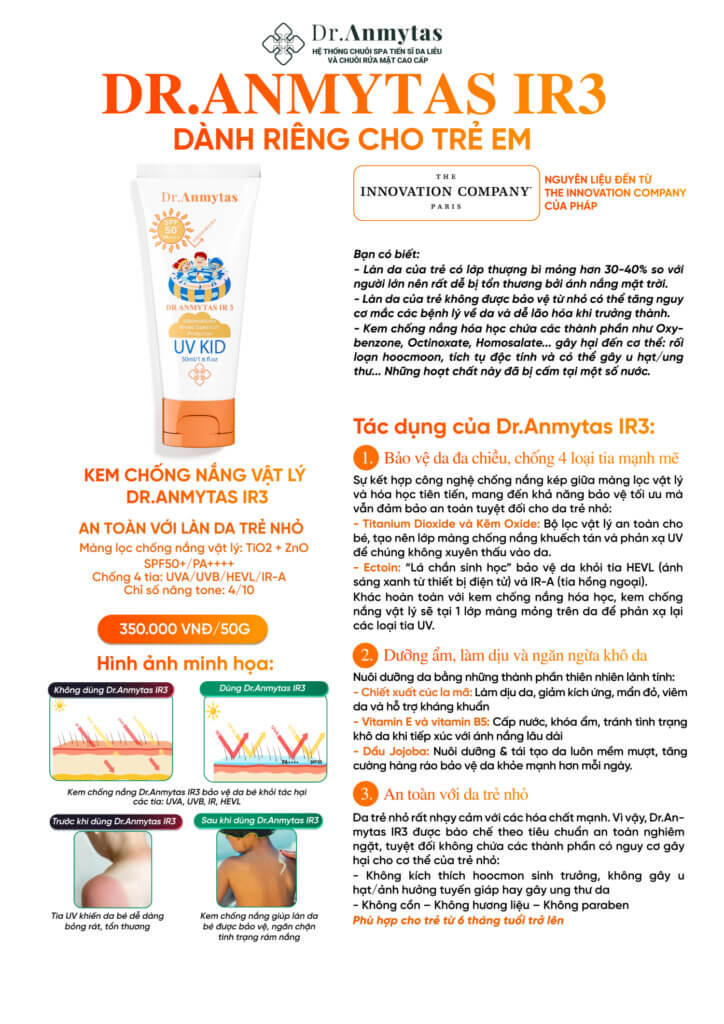 Dr.Anmytas
HỆ THỐNG CHUỖI SPA TIẾN SĨ DA LIỄU
VÀ CHUỖI RỬA MẶT CAO CẤP
DR.ANMYTAS IR3
DÀNH RIÊNG CHO TRẺ EM
Dr.Anmytas
SPF
50+
DR.ANMYTAS IR 3
UV KID
50ml/1.6 fl.oz
KEM CHỐNG NẮNG VẬT LÝ
DR.ANMYTAS IR3
AN TOÀN VỚI LÀN DA TRẺ NHỎ
Màng lọc chống nắng vật lý: TiO2 + ZnO
SPF50+/PA++++
Chống 4 tia: UVA/UVB/HEVL/IR-A
Chỉ số nâng tone: 4/10
350.000 VNĐ/50G
Hình ảnh minh họa:
Không dùng Dr.Anmytas IR3
Dùng Dr.Anmytas IR3
PA++++
SPF50
Kem chống nắng Dr.Anmytas IR3 bảo vệ da bé khỏi tác hại
các tia: UVA, UVB, IR, HEVL
Trước khi dùng Dr.Anmytas IR3
Sau khi dùng Dr.Anmytas IR3
Tia UV khiến da bé dễ dàng
bỏng rát, tổn thương
Kem chống nắng giúp làn da
bé được bảo vệ, ngăn chặn
tình trạng rám nắng
THE
INNOVATION COMPANY
PARIS
NGUYÊN LIỆU ĐẾN TỪ
THE INNOVATION COMPANY
CỦA PHÁP
Bạn có biết:
- Làn da của trẻ có lớp thượng bì mỏng hơn 30-40% so với
người lớn nên rất dễ bị tổn thương bởi ánh nắng mặt trời.
- Làn da của trẻ không được bảo vệ từ nhỏ có thể tăng nguy
cơ mắc các bệnh lý về da và dễ lão hóa khi trưởng thành.
- Kem chống nắng hóa học chứa các thành phần như Oxy-
benzone, Octinoxate, Homosalate... gây hại đến cơ thể: rối
loạn hoocmoon, tích tụ độc tính và có thể gây u hạt/ung
thư... Những hoạt chất này đã bị cấm tại một số nước.
Tác dụng của Dr.Anmytas IR3:
1. Bảo vệ da đa chiều, chống 4 loại tia mạnh mẽ
Sự kết hợp công nghệ chống nắng kép giữa màng lọc vật lý
và hóa học tiên tiến, mang đến khả năng bảo vệ tối ưu mà
vẫn đảm bảo an toàn tuyệt đối cho da trẻ nhỏ:
- Titanium Dioxide và Kẽm Oxide: Bộ lọc vật lý an toàn cho
bé, tạo nên lớp màng chống nắng khuếch tán và phản xạ UV
để chúng không xuyên thấu vào da.
- Ectoin: “Lá chắn sinh học” bảo vệ da khỏi tia HEVL (ánh
sáng xanh từ thiết bị điện tử) và IR-A (tia hồng ngoại).
Khác hoàn toàn với kem chống nắng hóa học, kem chống
nắng vật lý sẽ tại 1 lớp màng mỏng trên da để phản xạ lại
các loại tia UV.
2. Dưỡng ẩm, làm dịu và ngăn ngừa khô da
Nuôi dưỡng da bằng những thành phần thiên nhiên lành tính:
- Chiết xuất cúc la mã: Làm dịu da, giảm kích ứng, mẩn đỏ, viêm
da và hỗ trợ kháng khuẩn
- Vitamin E và vitamin B5: Cấp nước, khóa ẩm, tránh tình trạng
khô da khi tiếp xúc với ánh nắng lâu dài
- Dầu Jojoba: Nuôi dưỡng & tái tạo da luôn mềm mượt, tăng
cường hàng rào bảo vệ da khỏe mạnh hơn mỗi ngày.
3. An toàn với da trẻ nhỏ
Da trẻ nhỏ rất nhạy cảm với các hóa chất mạnh. Vì vậy, Dr.An-
mytas IR3 được bào chế theo tiêu chuẩn an toàn nghiêm
ngặt, tuyệt đối không chứa các thành phần có nguy cơ gây
hại cho cơ thể của trẻ nhỏ:
- Không kích thích hoocmon sinh trưởng, không gây u
hạt/ảnh hưởng tuyến giáp hay gây ung thư da
- Không cồn – Không hương liệu – Không paraben
Phù hợp cho trẻ từ 6 tháng tuổi trở lên